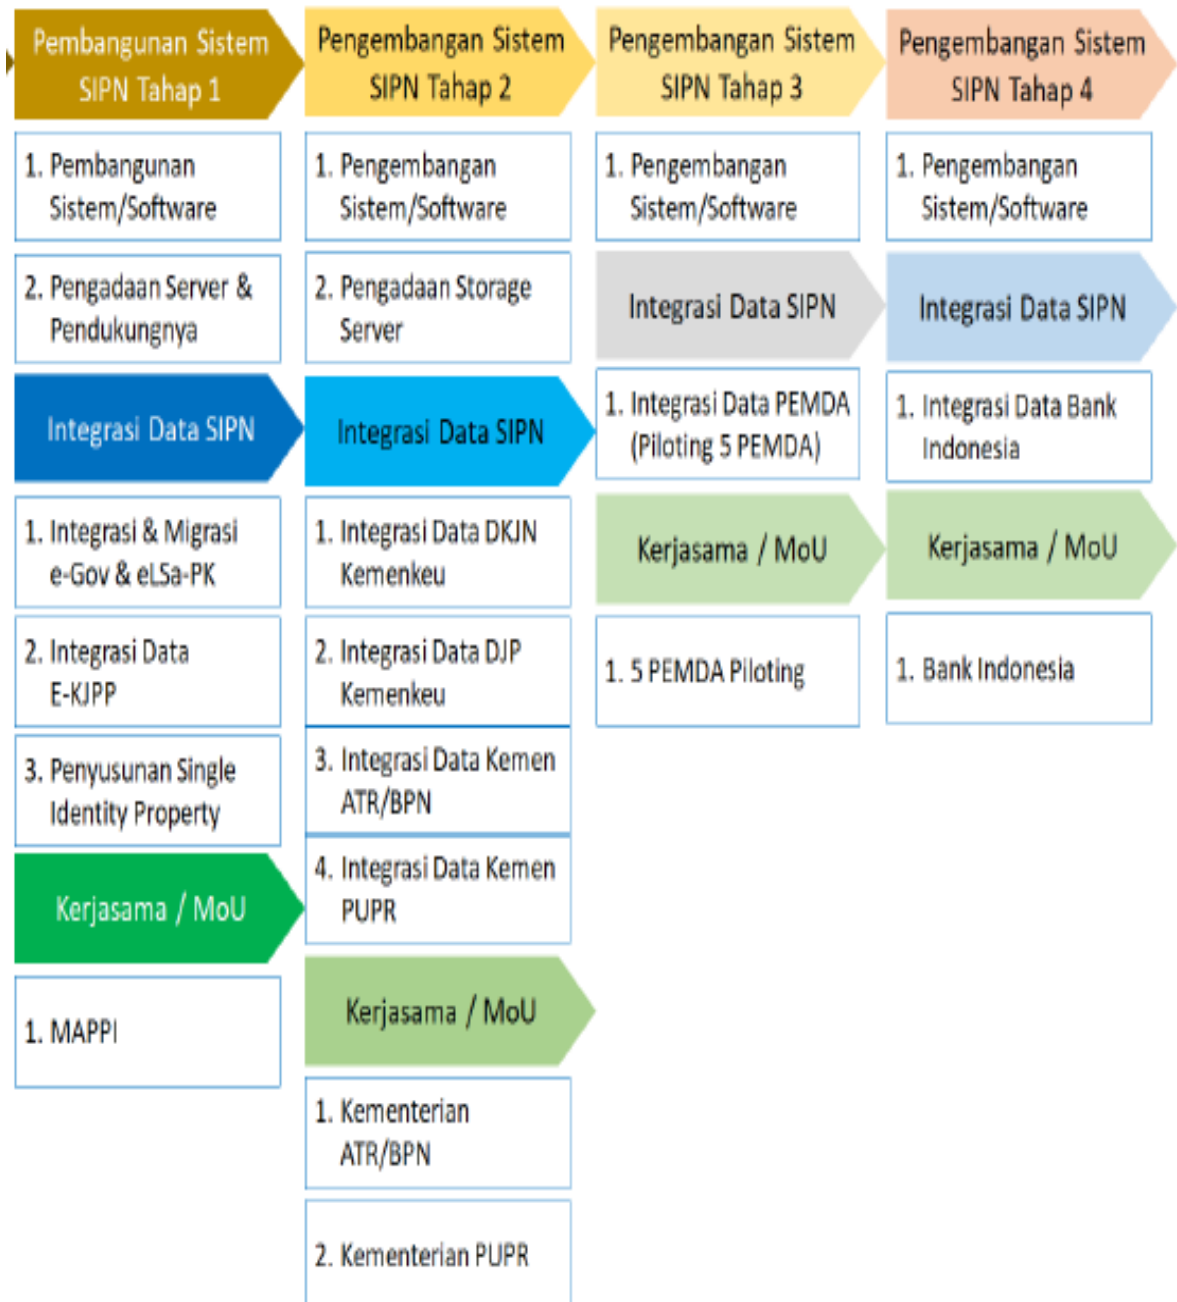 Pembangunan Sistem
SIPN Tahap 1
1. Pembangunan
Sistem/Software
2. Pengadaan Server &
Pendukungnya
Integrasi Data SIPN
1. Integrasi & Migrasi
e-Gov & eLSa-PK
2. Integrasi Data
E-KJPP
3. Penyusunan Single
Identity Property
Kerjasama / MoU
1. MAPPI
Pengembangan Sistem
SIPN Tahap 2
1. Pengembangan
Sistem/Software
2. Pengadaan Storage
Server
Integrasi Data SIPN
1. Integrasi Data DKJN
Kemenkeu
2. Integrasi Data DJP
Kemenkeu
3. Integrasi Data Kemen
ATR/BPN
4. Integrasi Data Kemen
PUPR
Kerjasama / MoU
1. Kementerian
ATR/BPN
2. Kementerian PUPR
Pengembangan Sistem
SIPN Tahap 3
1. Pengembangan
Sistem/Software
Integrasi Data SIPN
1. Integrasi Data PEMDA
(Piloting 5 PEMDA)
Kerjasama / MoU
1. 5 PEMDA Piloting
Pengembangan Sistem
SIPN Tahap 4
1. Pengembangan
Sistem/Software
Integrasi Data SIPN
1. Integrasi Data Bank
Indonesia
Kerjasama / MoU
1. Bank Indonesia